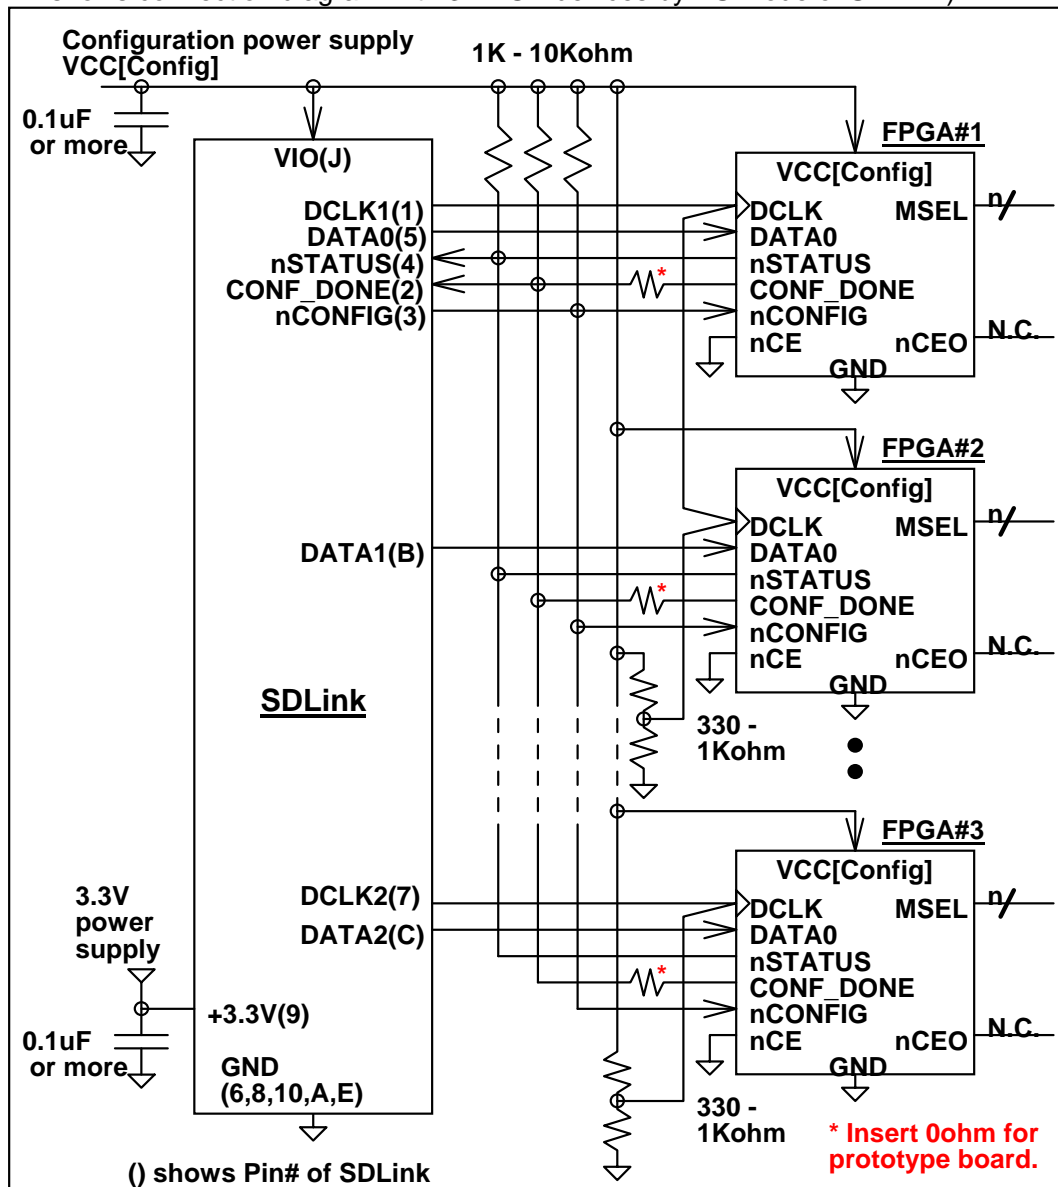 Configuration power supply
VCC[Config]
1K - 10Kohm
0.1uF
or more
VIO(J)
DCLK1(1)
DATA0(5)
nSTATUS(4)
CONF_DONE(2)
nCONFIG(3)
FPGA#1
VCC[Config]
DCLK
MSEL
n
DATA0
nSTATUS
CONF_DONE
nCONFIG
nCE
nCEO
N.C.
GND
*
FPGA#2
VCC[Config]
DCLK
MSEL
n
DATA1(B)
DATA0
nSTATUS
CONF_DONE
nCONFIG
nCE
nCEO
N.C.
GND
*
SDLink
330 -
1Kohm
FPGA#3
VCC[Config]
DCLK2(7)
DATA2(C)
DCLK
MSEL
n
DATA0
nSTATUS
CONF_DONE
nCONFIG
nCE
nCEO
N.C.
GND
*
3.3V
power
supply
+3.3V(9)
0.1uF
or more
GND
(6,8,10,A,E)
330 -
1Kohm
* Insert 0ohm for
prototype board.
() shows Pin# of SDLink